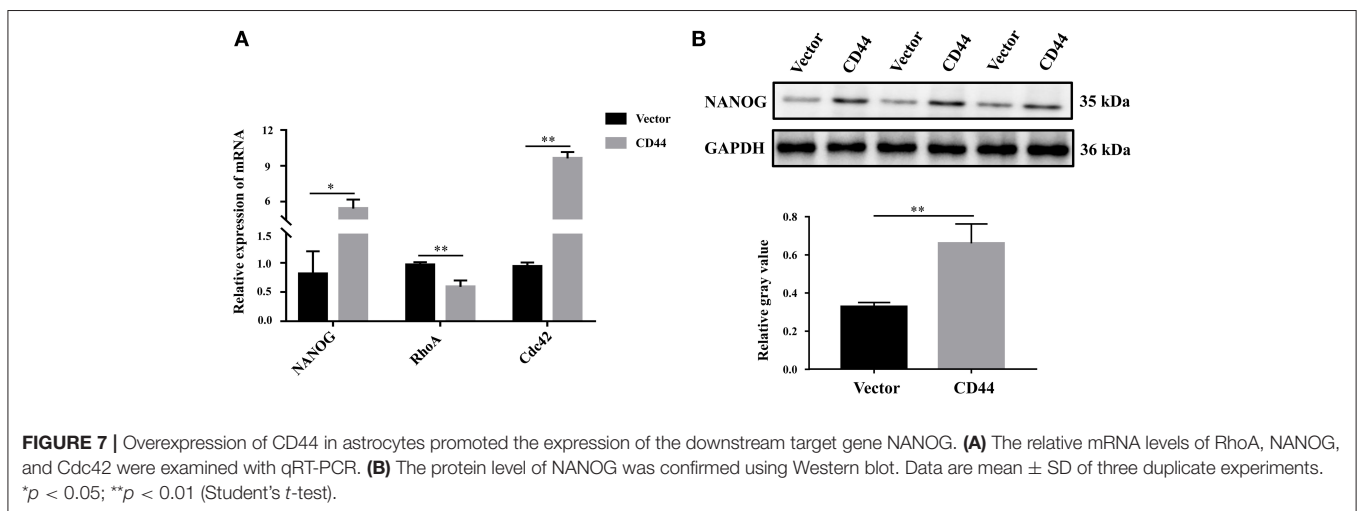 A
Vector
CD44
Relative expression of mRNA
12
9
6
1.5
1.0
0.5
0.0
*
**
**
NANOG
RhoA
Cdc42
B
Vector
CD44
Vector
CD44
Vector
CD44
NANOG
35 kDa
GAPDH
36 kDa
Relative gray value
0.8
0.6
0.4
0.2
0.0
**
Vector
CD44
FIGURE 7 | Overexpression of CD44 in astrocytes promoted the expression of the downstream target gene NANOG. (A) The relative mRNA levels of RhoA, NANOG,
and Cdc42 were examined with qRT-PCR. (B) The protein level of NANOG was confirmed using Western blot. Data are mean ± SD of three duplicate experiments.
*p < 0.05; **p < 0.01 (Student's t-test).